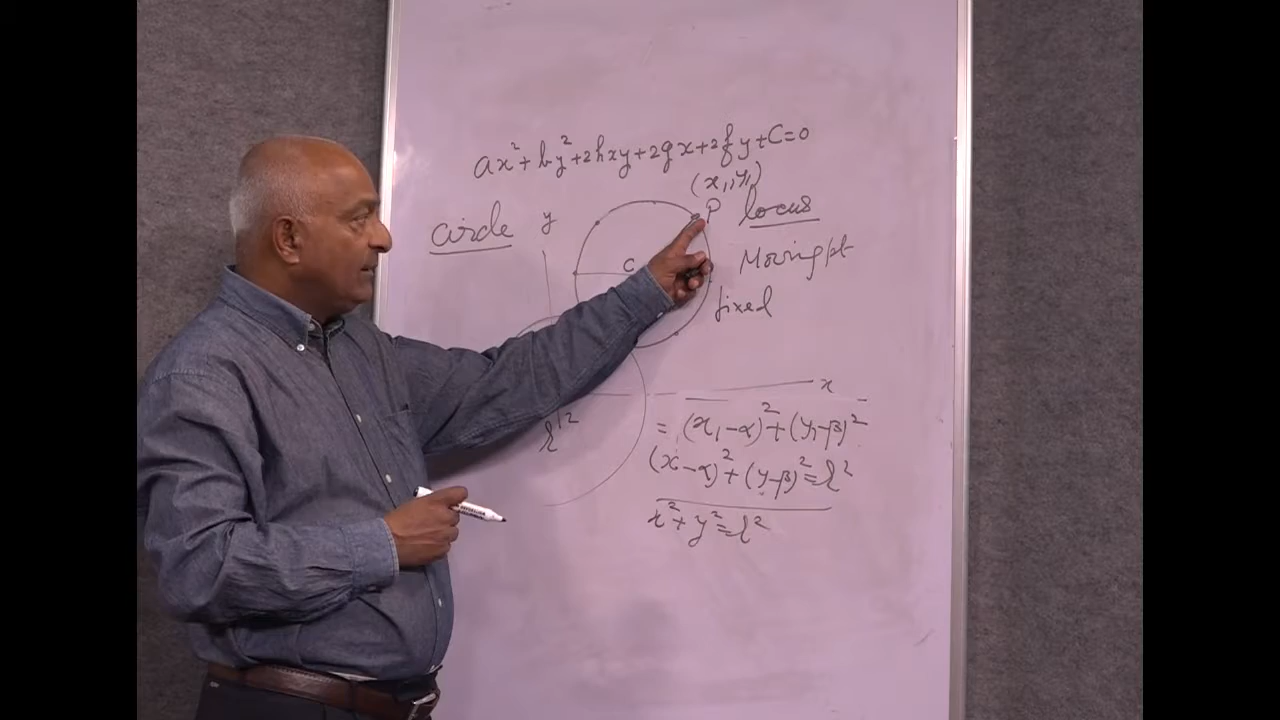 ax² + by² + 2hxy + 2gx + 2fy + C = 0
(x₁, y₁)
Circle
y
P
locus
C
Moving pt
fixed
x
r²
= (x₁ - α)² + (y₁ - β)²
(x - α)² + (y - β)² = r²
x² + y² = r²